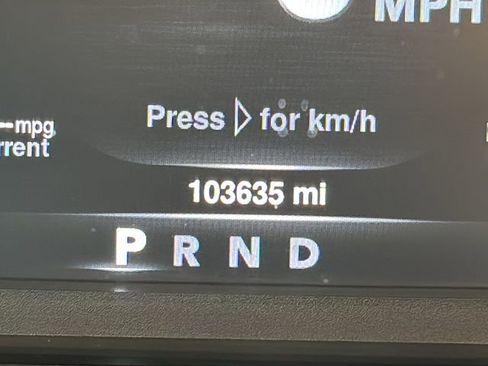 MPH
Press ▷ for km/h
--mpg
rrent
103635 mi
P R N D